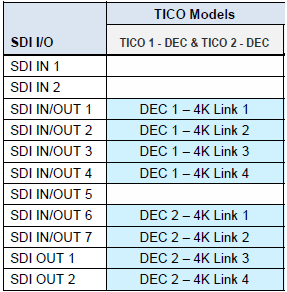 TICO Models
SDI I/O TICO 1 - DEC & TICO 2 - DEC
SDI IN 1
SDI IN 2
SDI IN/OUT 1 DEC 1 – 4K Link 1
SDI IN/OUT 2 DEC 1 – 4K Link 2
SDI IN/OUT 3 DEC 1 – 4K Link 3
SDI IN/OUT 4 DEC 1 – 4K Link 4
SDI IN/OUT 5
SDI IN/OUT 6 DEC 2 – 4K Link 1
SDI IN/OUT 7 DEC 2 – 4K Link 2
SDI OUT 1 DEC 2 – 4K Link 3
SDI OUT 2 DEC 2 – 4K Link 4